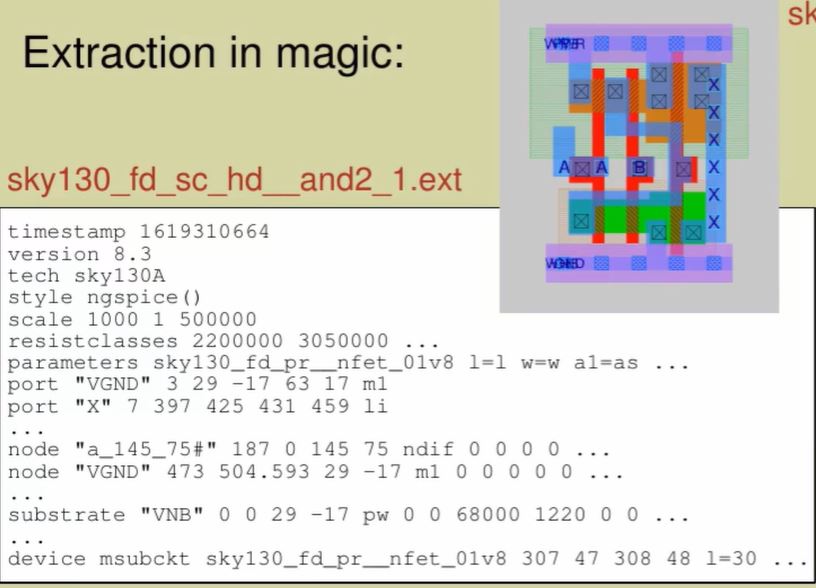 Extraction in magic:
sk
sky130_fd_sc_hd__and2_1.ext
A
A
B
X
X
X
X
X
X
timestamp 1619310664
version 8.3
tech sky130A
style ngspice()
scale 1000 1 500000
resistclasses 2200000 3050000 ...
parameters sky130_fd_pr__nfet_01v8 l=l w=w a1=as ...
port "VGND" 3 29 -17 63 17 m1
port "X" 7 397 425 431 459 li
...
node "a_145_75#" 187 0 145 75 ndif 0 0 0 0 ...
node "VGND" 473 504.593 29 -17 m1 0 0 0 0 0 ...
...
substrate "VNB" 0 0 29 -17 pw 0 0 68000 1220 0 0 ...
...
device msubckt sky130_fd_pr__nfet_01v8 307 47 308 48 l=30 ...